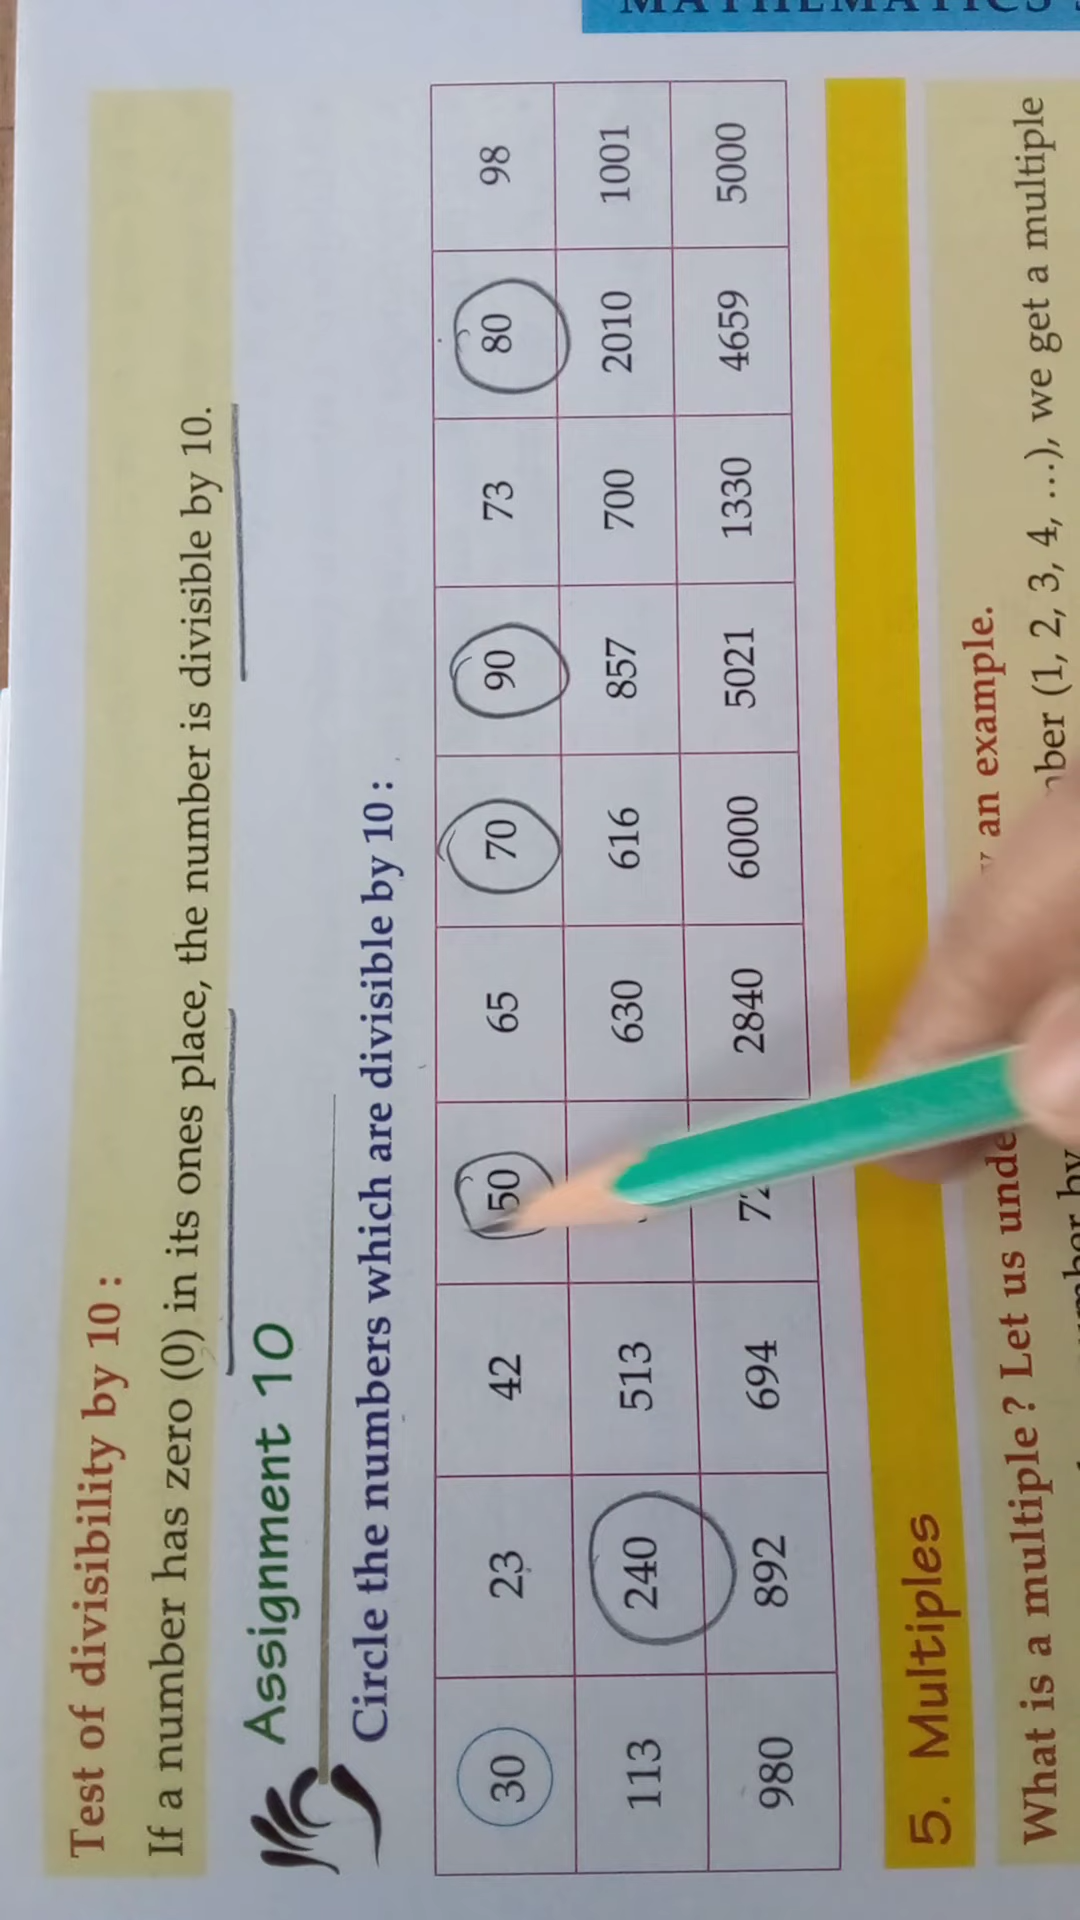 MATHEMATICS
Test of divisibility by 10 :
If a number has zero (0) in its ones place, the number is divisible by 10.
Assignment 10
Circle the numbers which are divisible by 10 :
30 23 42 50 65 70 90 73 80 98
113 240 513 630 616 857 700 2010 1001
980 892 694 2840 6000 5021 1330 4659 5000
5. Multiples
What is a multiple ? Let us an example.
(1, 2, 3, 4, ...), we get a multiple